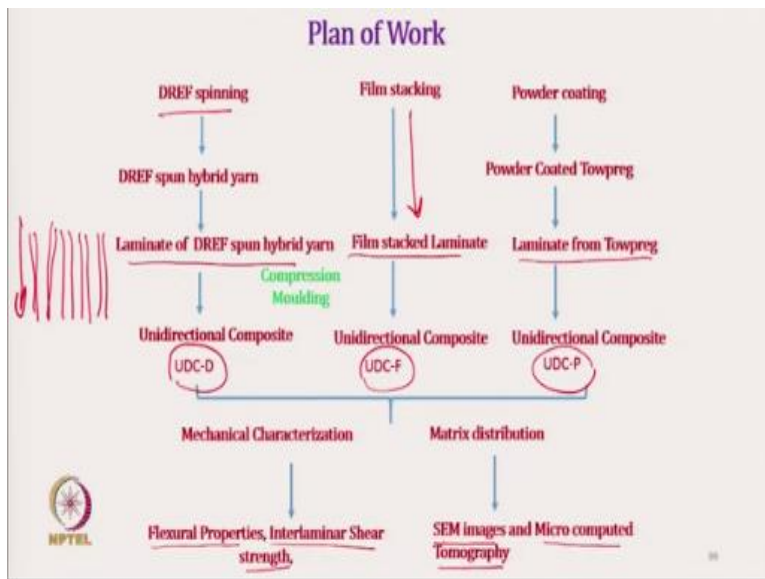 Plan of Work
DREF spinning
Film stacking
Powder coating
DREF spun hybrid yarn
Powder Coated Towpreg
Laminate of DREF spun hybrid yarn
Film stacked Laminate
Laminate from Towpreg
Compression
Moulding
Unidirectional Composite
Unidirectional Composite
Unidirectional Composite
UDC-D
UDC-F
UDC-P
Mechanical Characterization
Matrix distribution
Flexural Properties, Interlaminar Shear
strength,
SEM images and Micro computed
Tomography
NPTEL